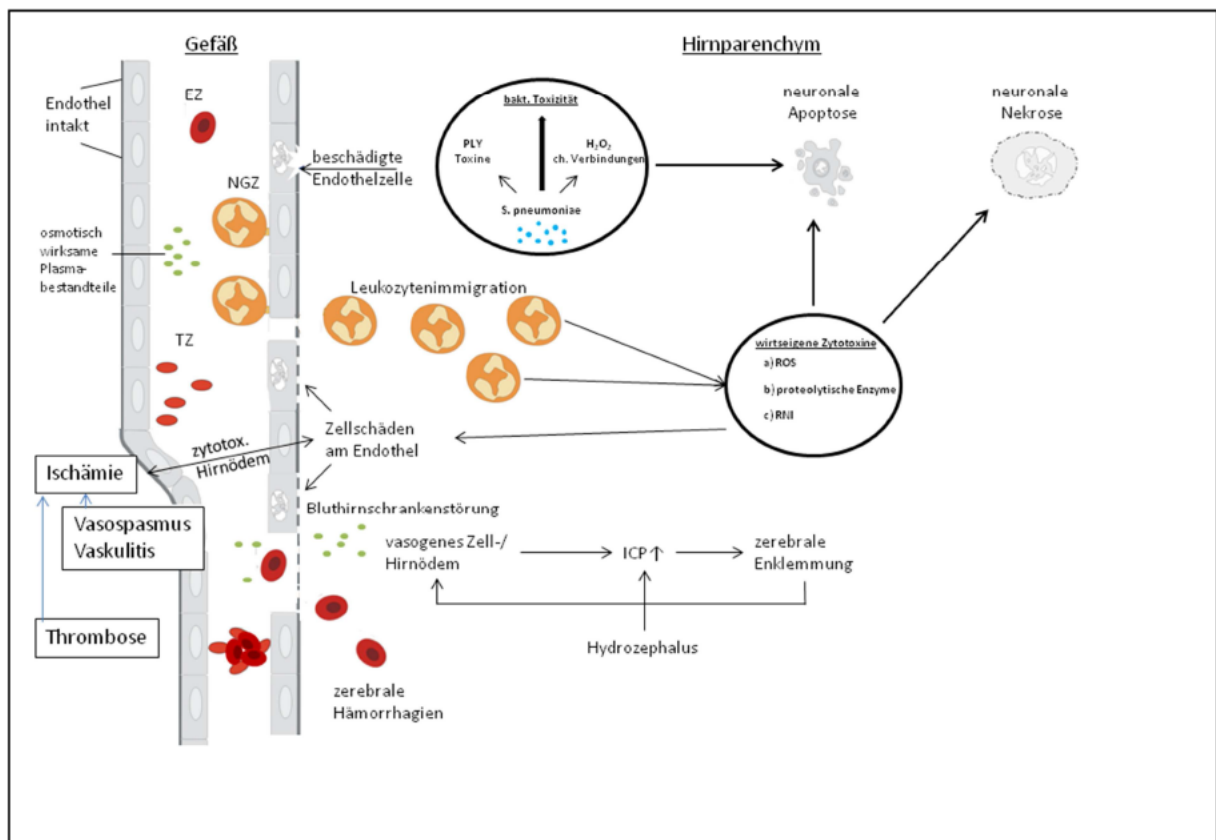 Gefäß
Hirnparenchym
Endothel
intakt
EZ
NGZ
osmotisch
wirksame
Plasma-
bestandteile
TZ
beschädigte
Endothelzelle
bakt. Toxizität
PLY
Toxine
H₂O₂
ch. Verbindungen
S. pneumoniae
neuronale
Apoptose
neuronale
Nekrose
Leukozytenimmigration
wirtseigene Zytotoxine
a) ROS
b) proteolytische Enzyme
c) RNI
Zellschäden
am Endothel
zytotox.
Hirnödem
Ischämie
Vasospasmus
Vaskulitis
Thrombose
Bluthirnschrankenstörung
vasogenes Zell-/
Hirnödem
ICP ↑
zerebrale
Enklemmung
Hydrozephalus
zerebrale
Hämorrhagien